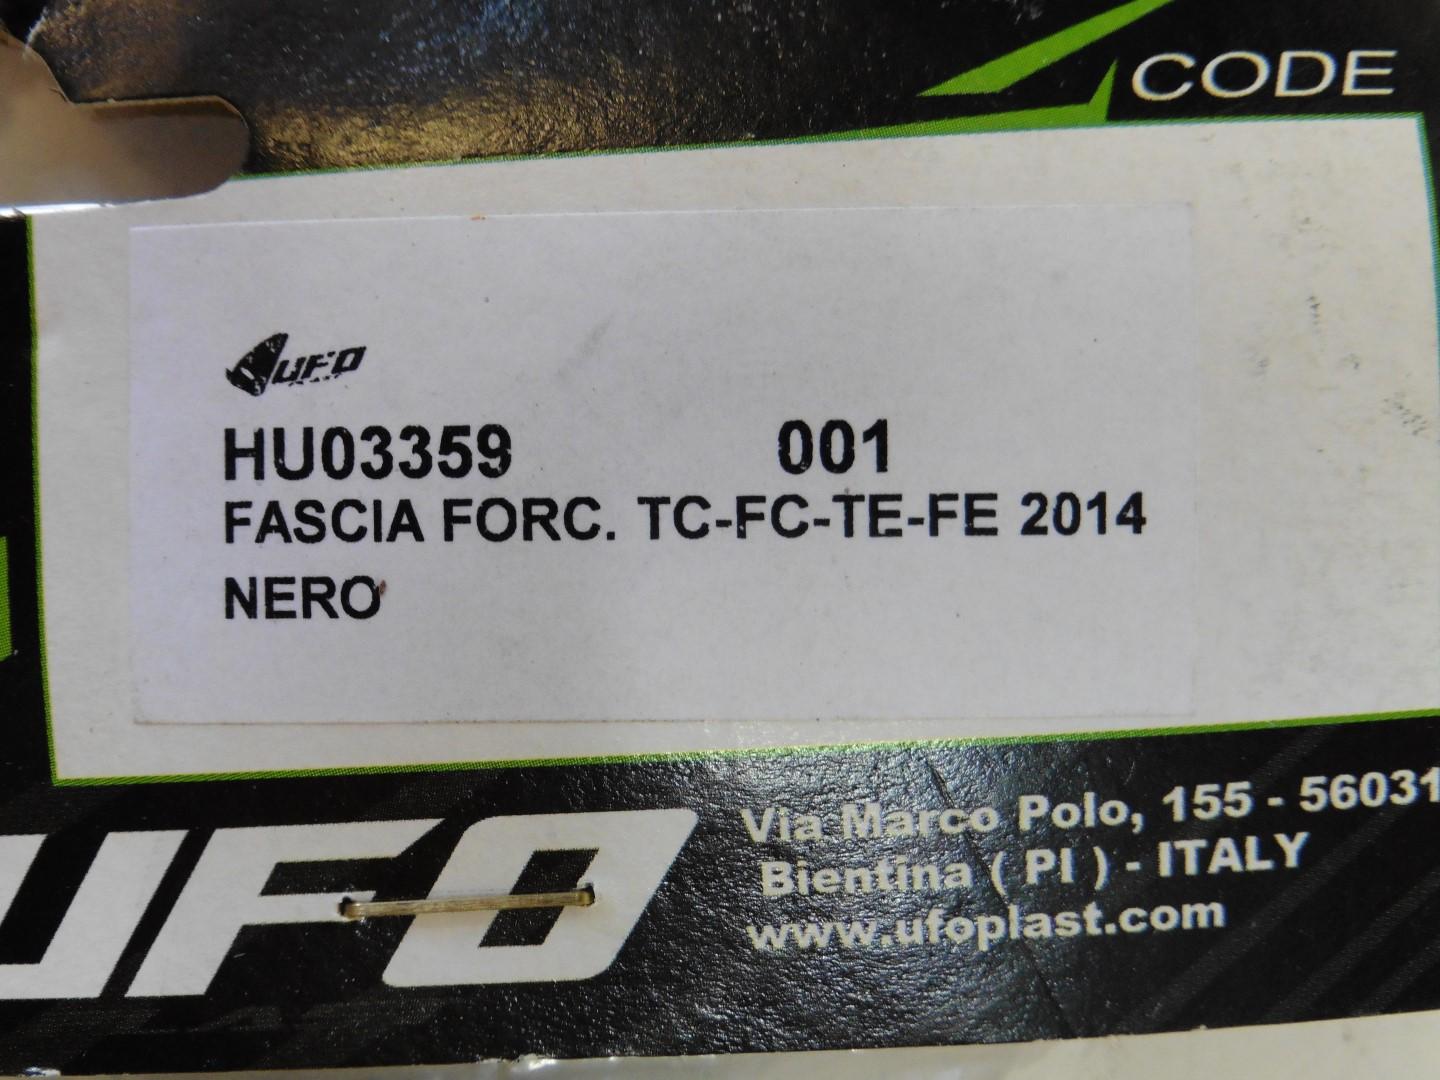 CODE
UFO
HU03359 001
FASCIA FORC. TC-FC-TE-FE 2014
NERO
UFO
Via Marco Polo, 155 - 56031
Bientina ( PI ) - ITALY
www.ufoplast.com